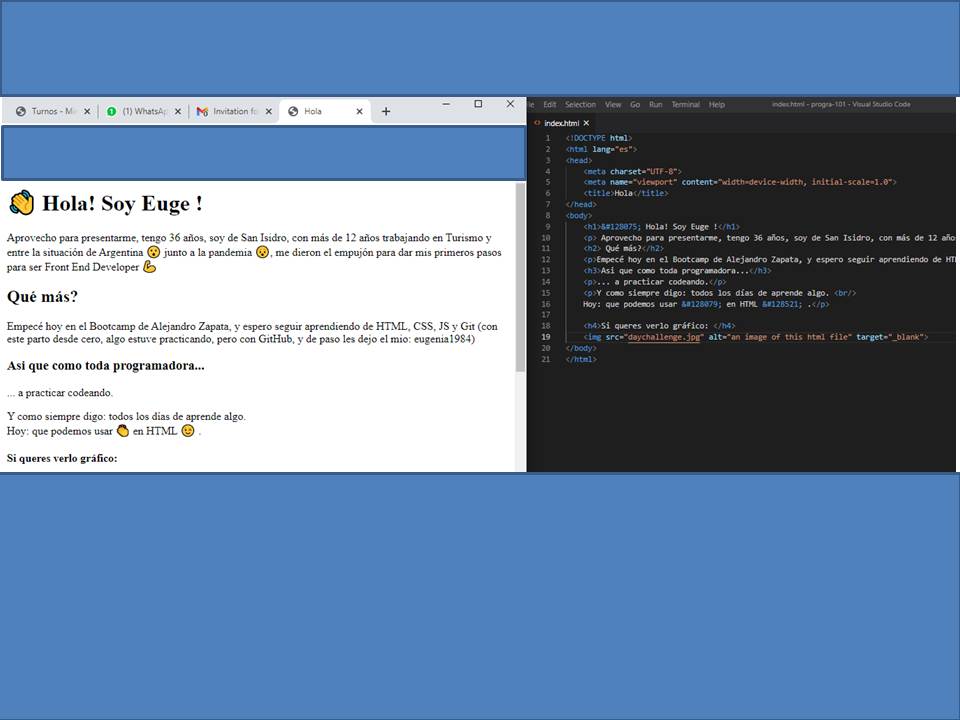 Turnos - Mi
(1) WhatsAp
Invitation fo
Hola
👋 Hola! Soy Euge !
Aprovecho para presentarme, tengo 36 años, soy de San Isidro, con más de 12 años trabajando en Turismo y
entre la situación de Argentina 😮 junto a la pandemia 😮, me dieron el empujón para dar mis primeros pasos
para ser Front End Developer 💪
Qué más?
Empecé hoy en el Bootcamp de Alejandro Zapata, y espero seguir aprendiendo de HTML, CSS, JS y Git (con
este parto desde cero, algo estuve practicando, pero con GitHub, y de paso les dejo el mio: eugenia1984)
Asi que como toda programadora...
... a practicar codeando.
Y como siempre digo: todos los días de aprende algo.
Hoy: que podemos usar 👏 en HTML 😉 .
Si queres verlo gráfico:
le Edit Selection View Go Run Terminal Help index.html - progra-101 - Visual Studio Code
<> index.html ×
1 <!DOCTYPE html>
2 <html lang="es">
3 <head>
4 <meta charset="UTF-8">
5 <meta name="viewport" content="width=device-width, initial-scale=1.0">
6 <title>Hola</title>
7 </head>
8 <body>
9 <h1>&#128075; Hola! Soy Euge !</h1>
10 <p> Aprovecho para presentarme, tengo 36 años, soy de San Isidro, con más de 12 año
11 <h2> Qué más?</h2>
12 <p>Empecé hoy en el Bootcamp de Alejandro Zapata, y espero seguir aprendiendo de HT
13 <h3>Asi que como toda programadora...</h3>
14 <p>... a practicar codeando.</p>
15 <p>Y como siempre digo: todos los días de aprende algo. <br/>
16 Hoy: que podemos usar &#128079; en HTML &#128521; .</p>
17
18 <h4>Si queres verlo gráfico: </h4>
19 <img src="daychallenge.jpg" alt="an image of this html file" target="_blank">
20 </body>
21 </html>